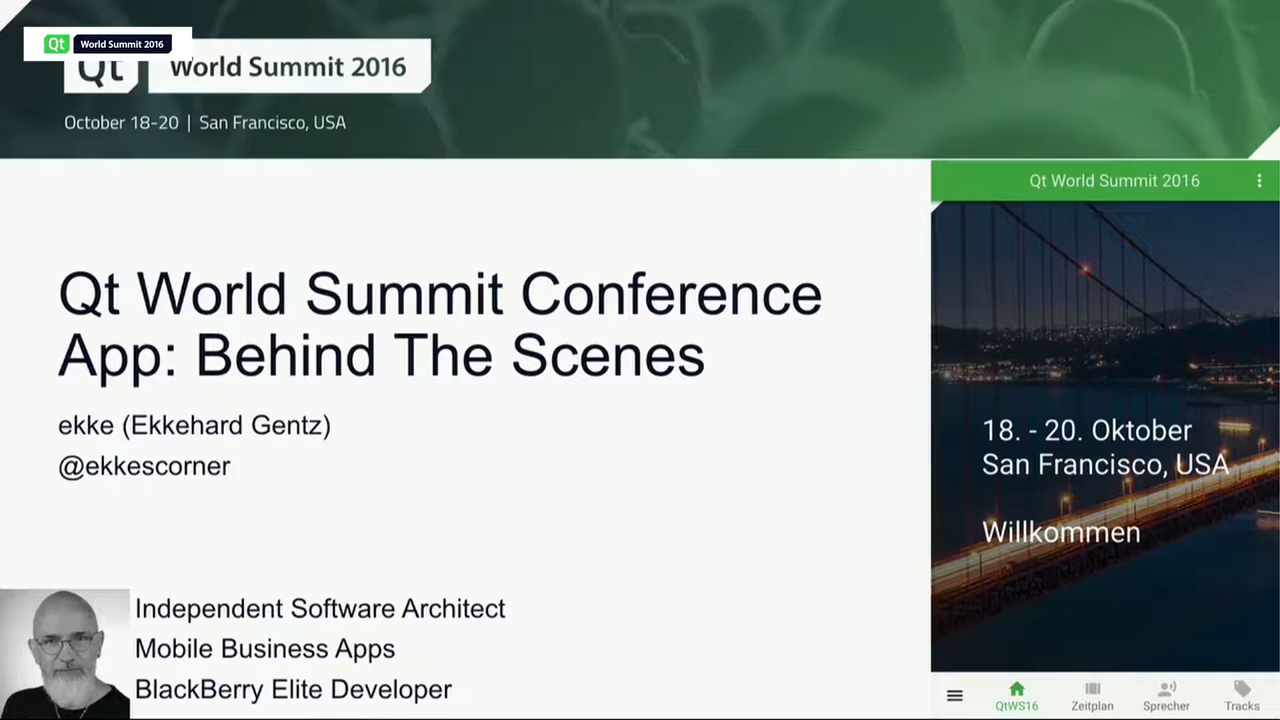 Qt World Summit 2016
Qt World Summit 2016
October 18-20 | San Francisco, USA
Qt World Summit 2016
Qt World Summit Conference
App: Behind The Scenes
ekke (Ekkehard Gentz)
@ekkescorner
18. - 20. Oktober
San Francisco, USA
Willkommen
Independent Software Architect
Mobile Business Apps
BlackBerry Elite Developer
QtWS16 Zeitplan Sprecher Tracks